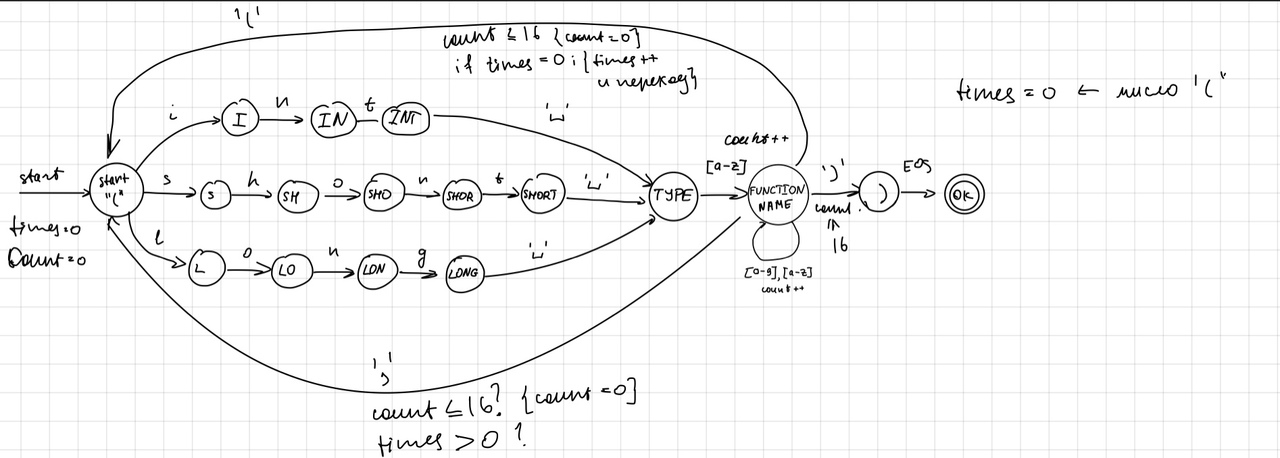 '('
count ≤ 16 {count=0}
if times = 0 i {times++
и переход}
times = 0 ← число '('
i
I
n
IN
t
INT
'␣'
count++
start
start
"("
s
S
h
SH
o
SHO
n
SHOR
t
SHORT
'␣'
TYPE
[a-z]
FUNCTION
NAME
')'
)
EOS
OK
times=0
Count=0
l
L
o
LO
n
LON
g
LONG
'␣'
count
≤
16
[0-9],[a-z]
count++
','
count ≤ 16? {count=0}
times > 0 ?